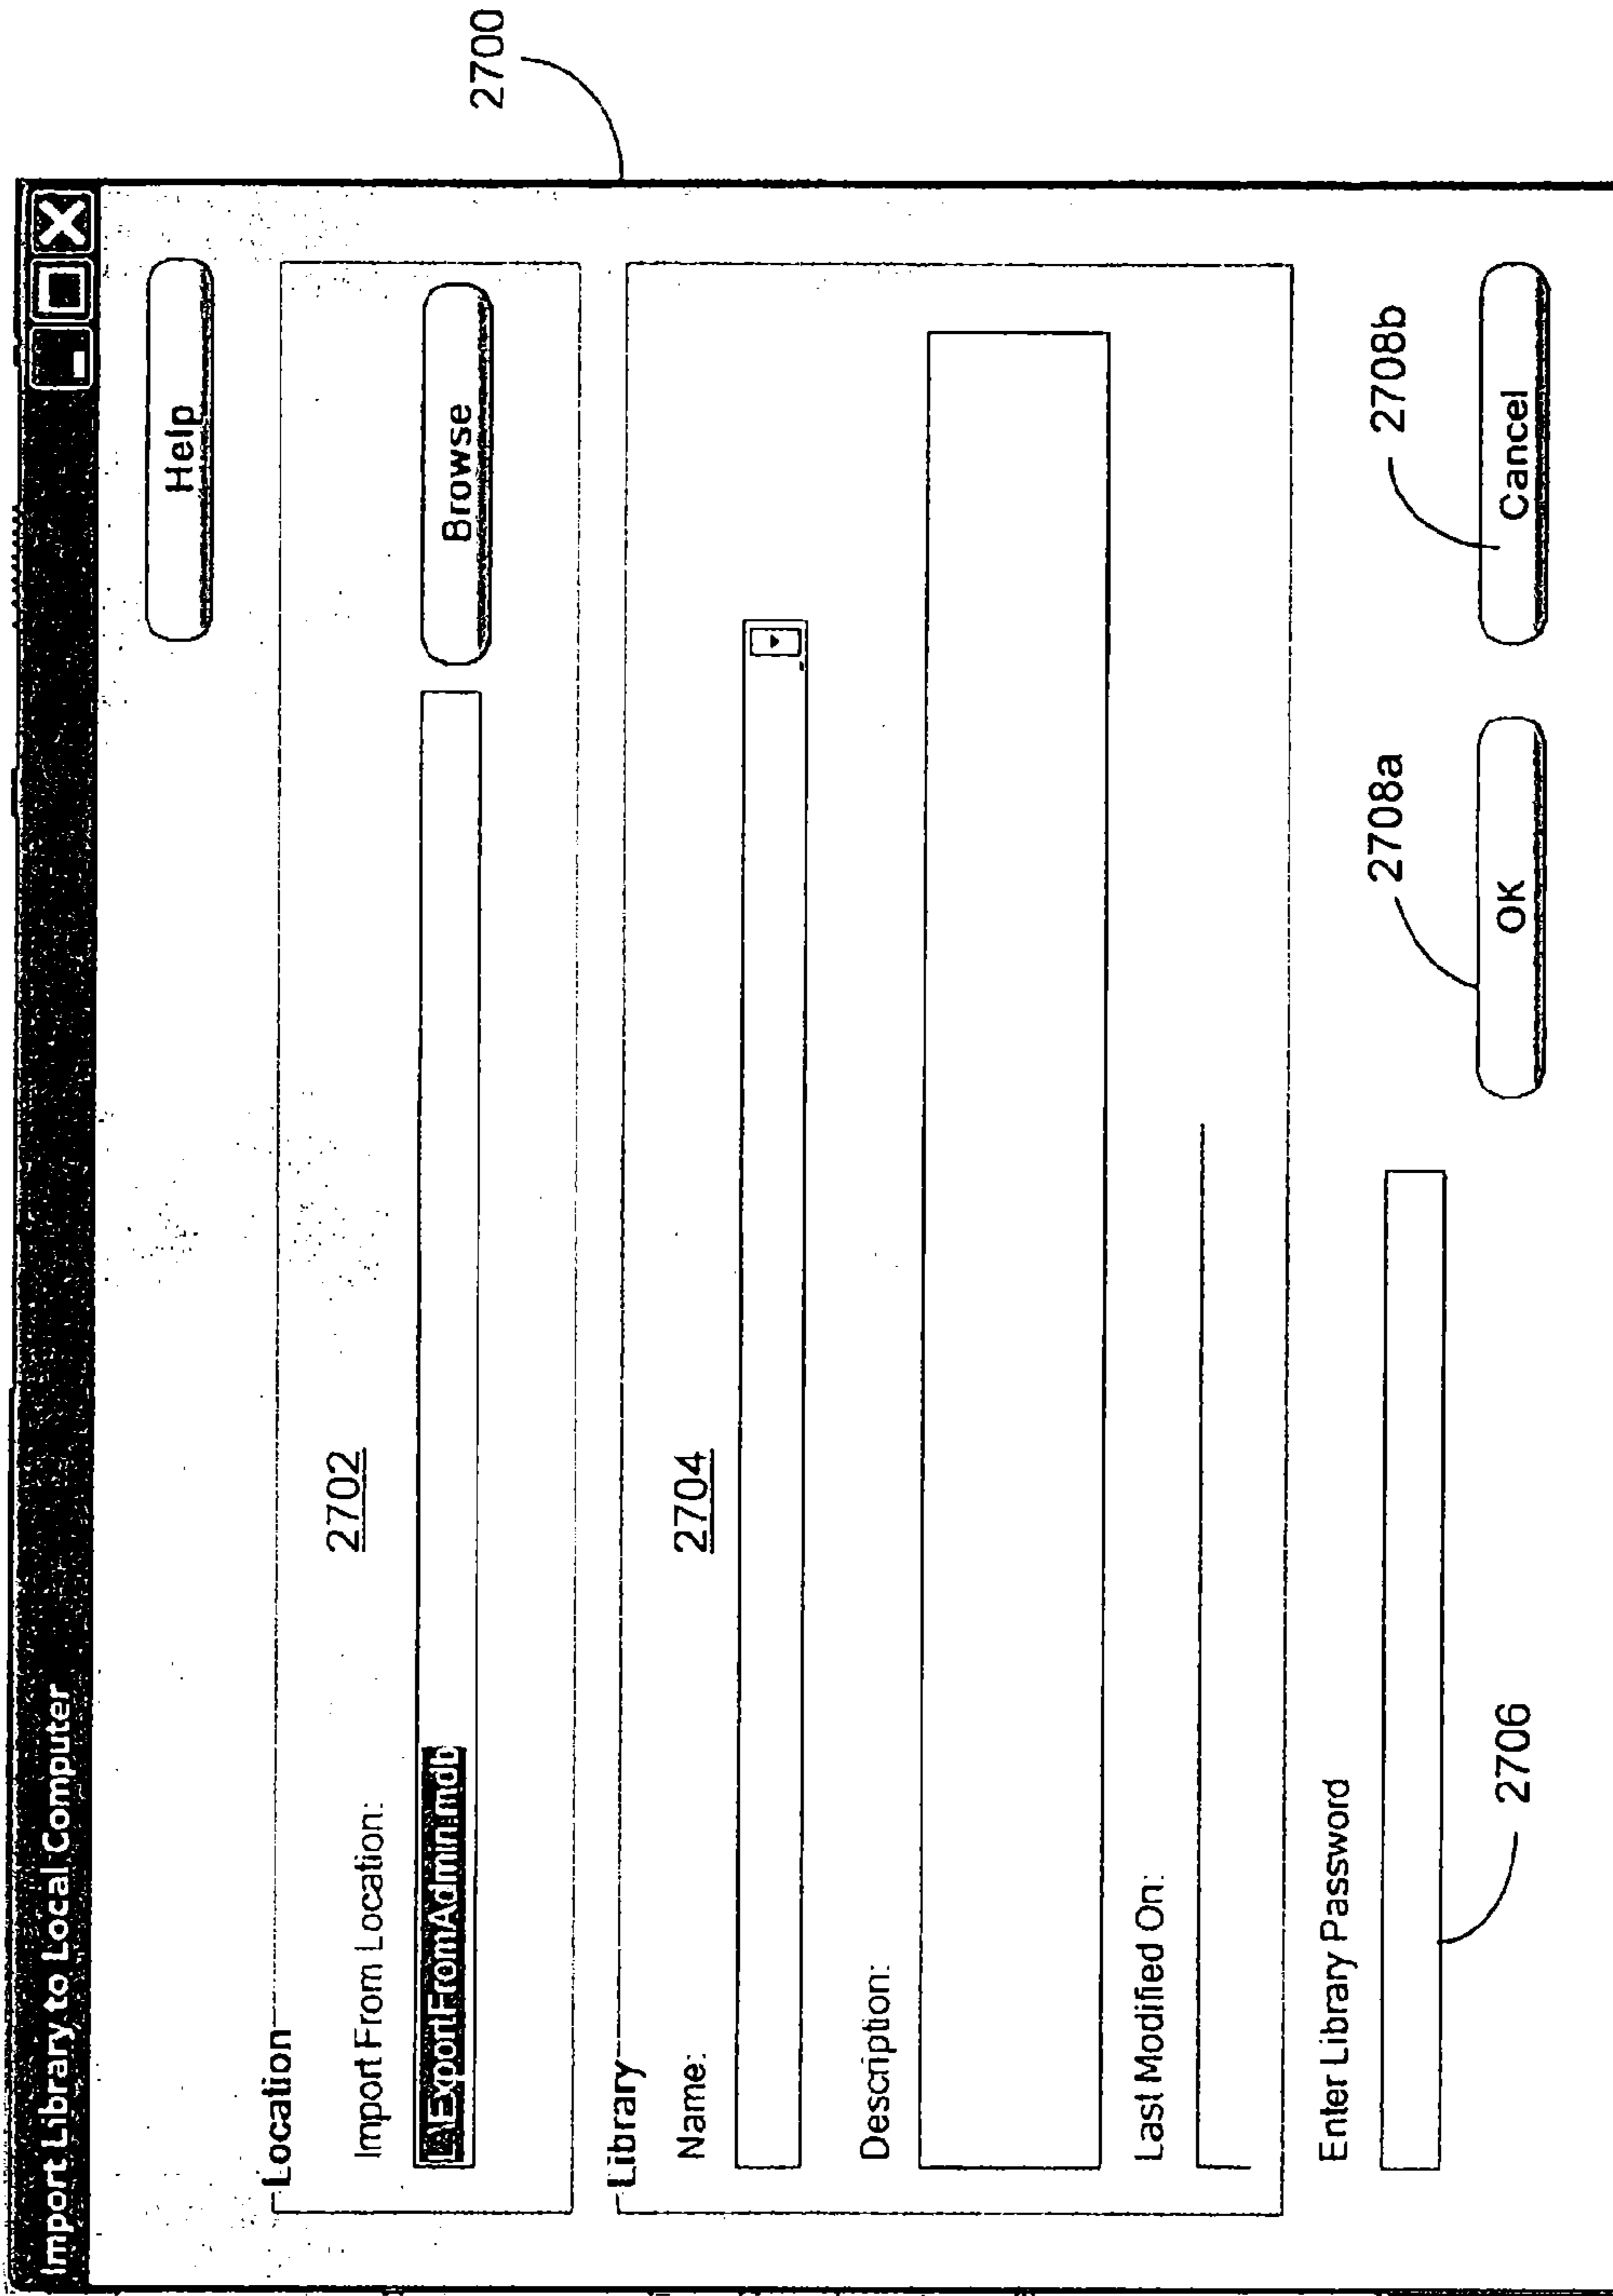 Import Library to Local Computer
Help
Location
Import From Location:
2702
ExportFromAdmin.mdb
Browse
2700
Library
Name:
2704
Description:
Last Modified On:
Enter Library Password
2706
2708a
2708b
OK
Cancel